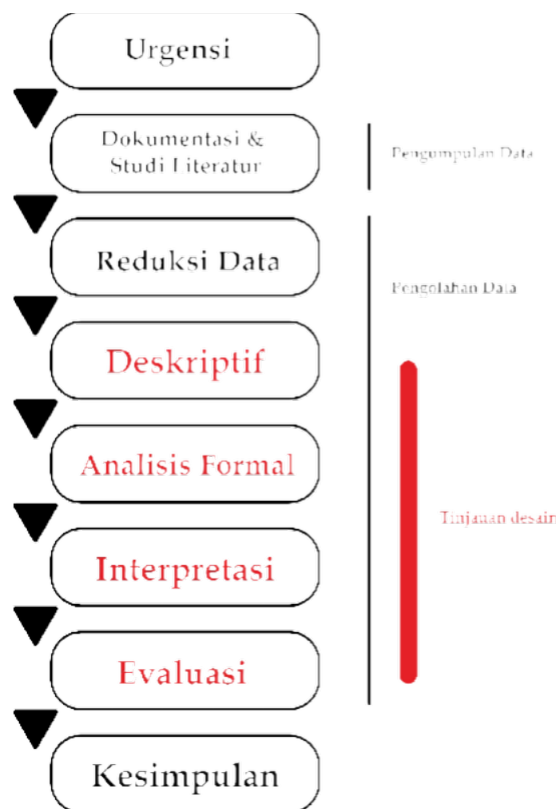 Urgensi
Dokumentasi &
Studi Literatur
Pengumpulan Data
Reduksi Data
Pengolahan Data
Deskriptif
Analisis Formal
Tinjauan desain
Interpretasi
Evaluasi
Kesimpulan